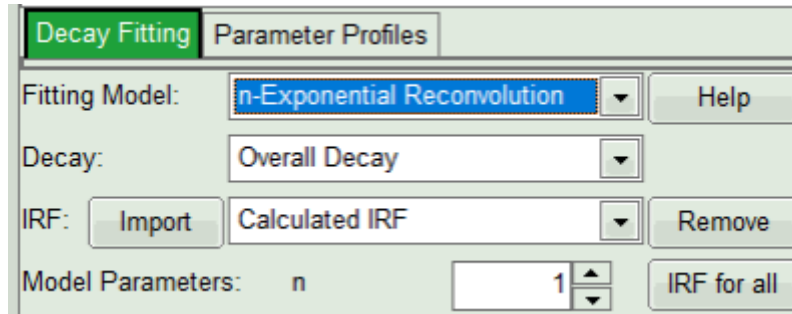 Decay Fitting Parameter Profiles
Fitting Model: n-Exponential Reconvolution Help
Decay: Overall Decay
IRF: Import Calculated IRF Remove
Model Parameters: n 1 IRF for all